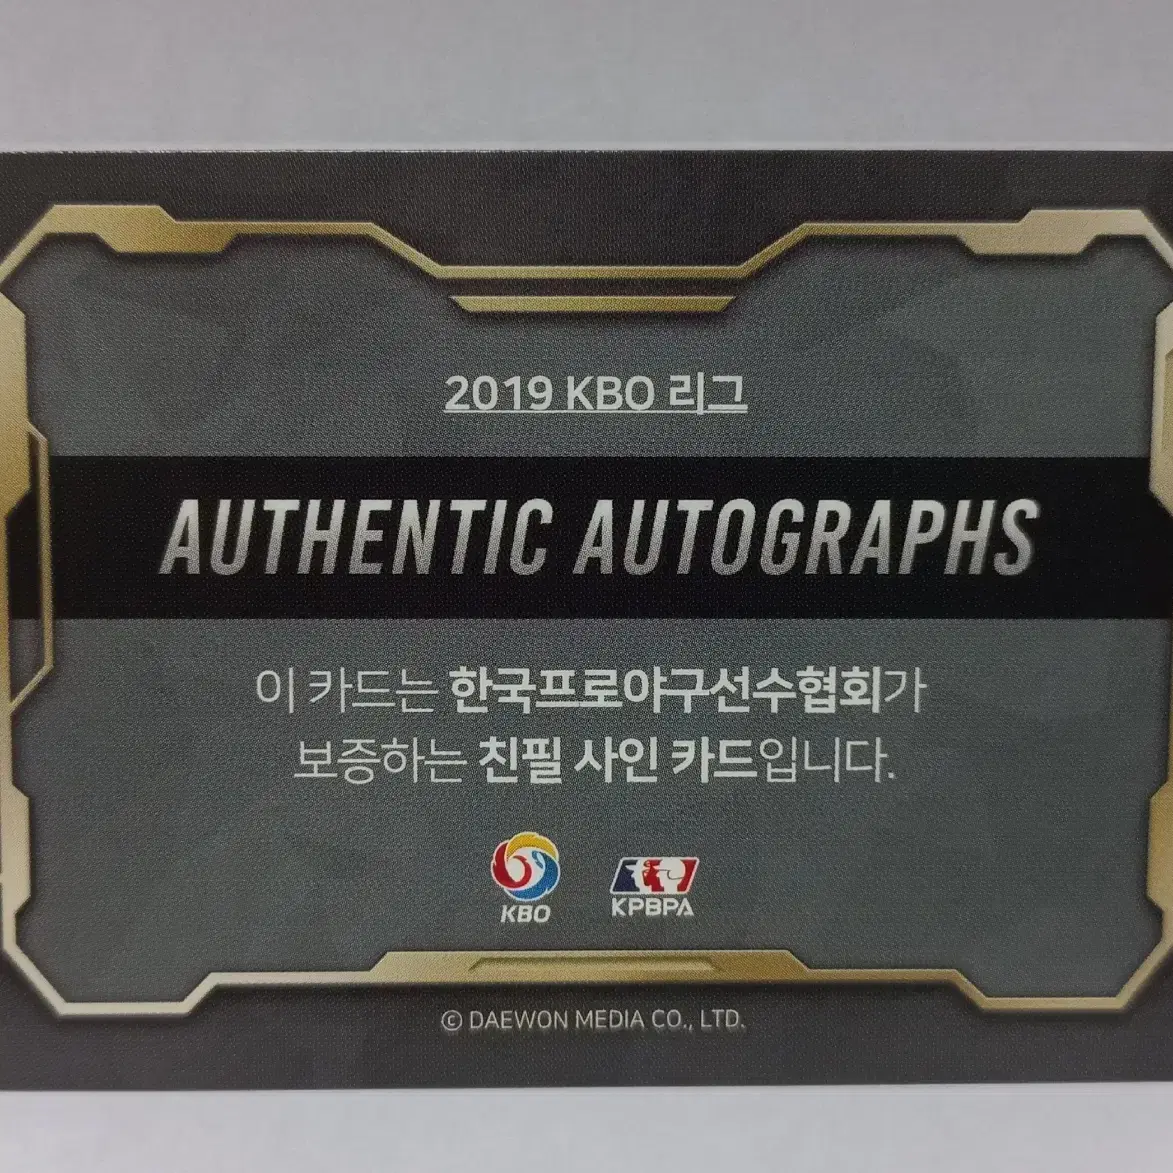 2019 KBO 리그
AUTHENTIC AUTOGRAPHS
이 카드는 한국프로야구선수협회가
보증하는 친필 사인 카드입니다.
KBO
KPBPA
© DAEWON MEDIA CO., LTD.